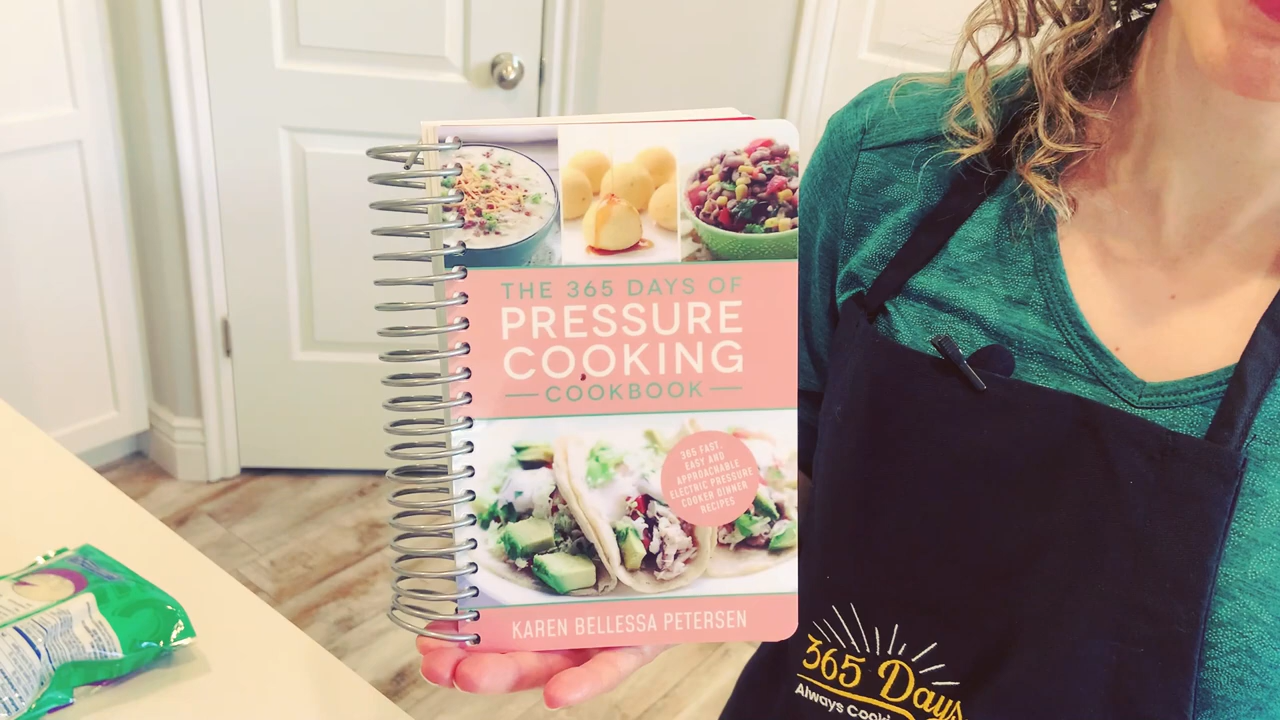 THE 365 DAYS OF
PRESSURE
COOKING
COOKBOOK
365 FAST,
EASY AND
APPROACHABLE
ELECTRIC PRESSURE
COOKER DINNER
RECIPES
KAREN BELLESSA PETERSEN
365 Days
Always